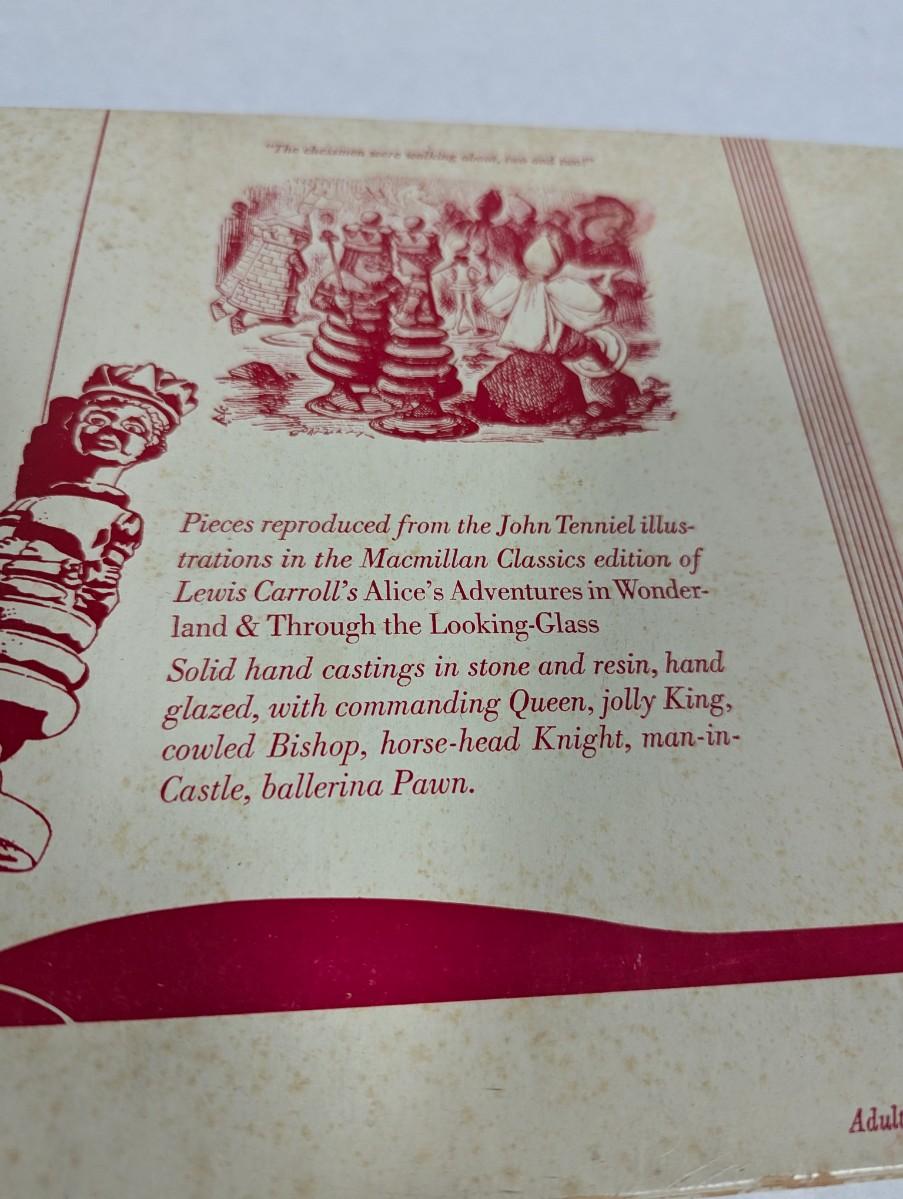 "The chessmen were walking about, two and two!"
Pieces reproduced from the John Tenniel illus-
trations in the Macmillan Classics edition of
Lewis Carroll's Alice's Adventures in Wonder-
land & Through the Looking-Glass
Solid hand castings in stone and resin, hand
glazed, with commanding Queen, jolly King,
cowled Bishop, horse-head Knight, man-in-
Castle, ballerina Pawn.
Adult